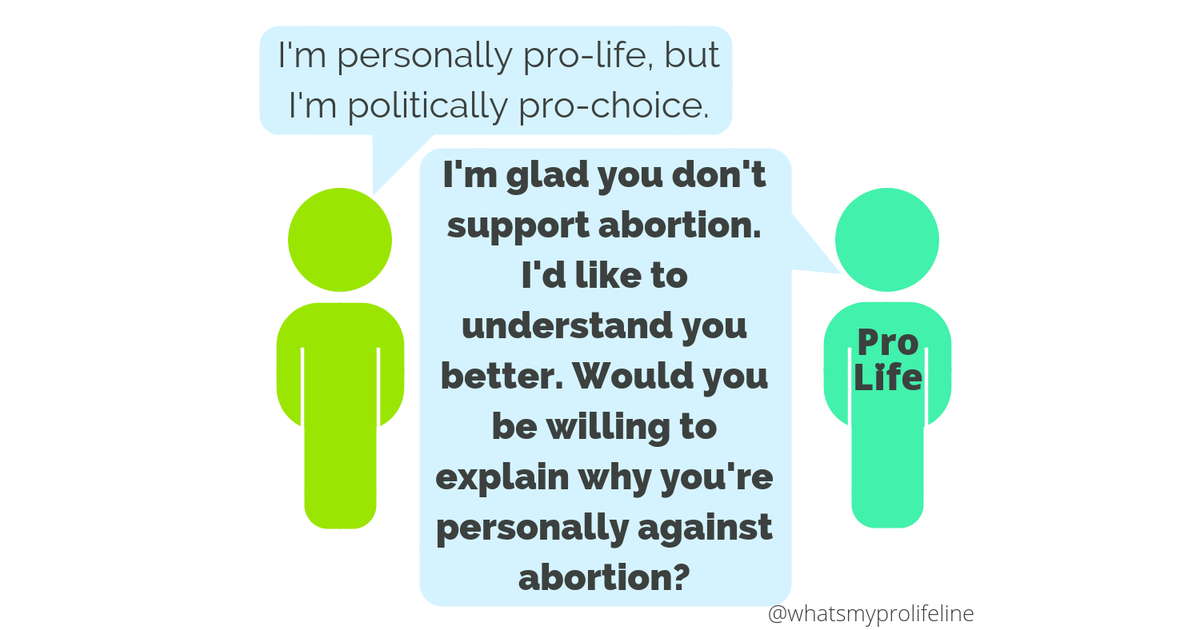 I'm personally pro-life, but
I'm politically pro-choice.
I'm glad you don't
support abortion.
I'd like to
understand you
better. Would you
be willing to
explain why you're
personally against
abortion?
Pro
Life
@whatsmyprolifeline